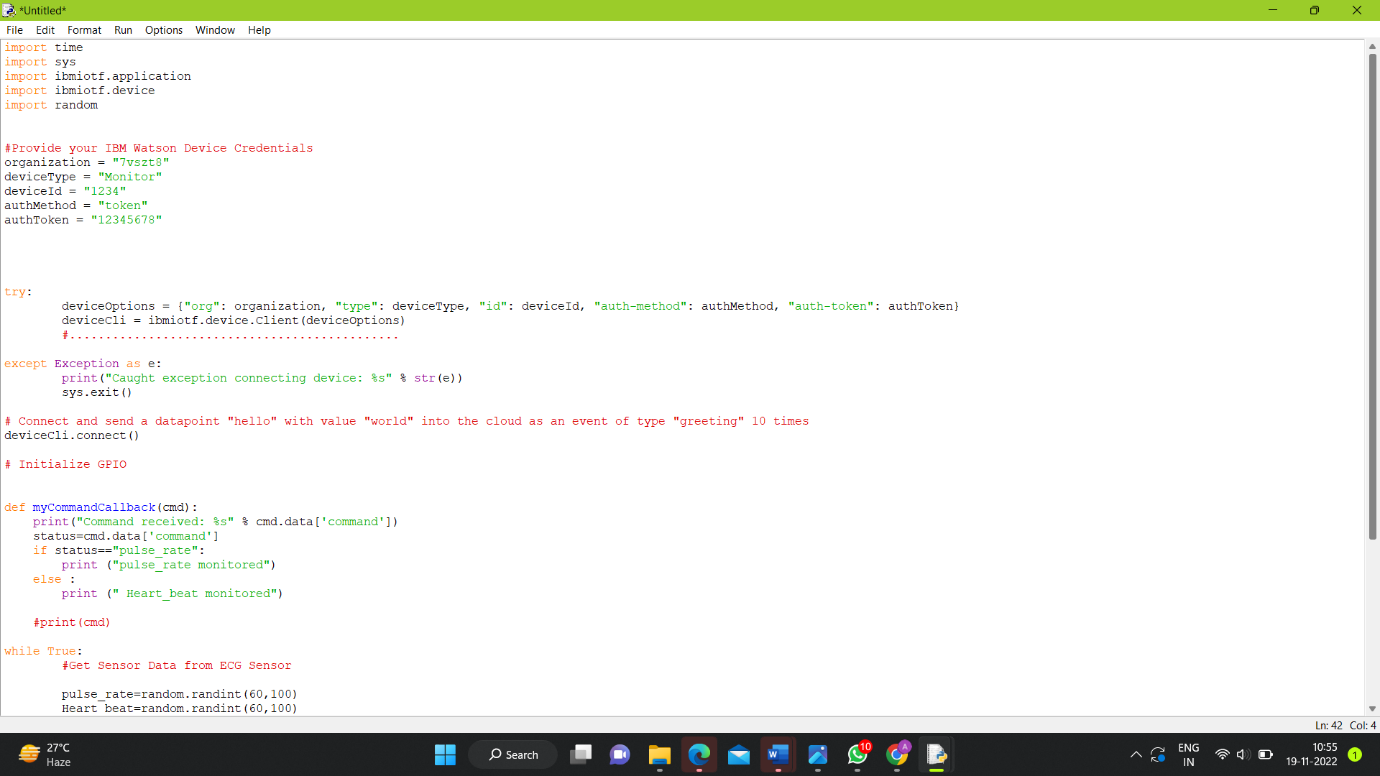 *Untitled*
File Edit Format Run Options Window Help
import time
import sys
import ibmiotf.application
import ibmiotf.device
import random
#Provide your IBM Watson Device Credentials
organization = "7vszt8"
deviceType = "Monitor"
deviceId = "1234"
authMethod = "token"
authToken = "12345678"
try:
deviceOptions = {"org": organization, "type": deviceType, "id": deviceId, "auth-method": authMethod, "auth-token": authToken}
deviceCli = ibmiotf.device.Client(deviceOptions)
#..............................................
except Exception as e:
print("Caught exception connecting device: %s" % str(e))
sys.exit()
# Connect and send a datapoint "hello" with value "world" into the cloud as an event of type "greeting" 10 times
deviceCli.connect()
# Initialize GPIO
def myCommandCallback(cmd):
print("Command received: %s" % cmd.data['command'])
status=cmd.data['command']
if status=="pulse_rate":
print ("pulse_rate monitored")
else :
print (" Heart_beat monitored")
#print(cmd)
while True:
#Get Sensor Data from ECG Sensor
pulse_rate=random.randint(60,100)
Heart_beat=random.randint(60,100)
Ln: 42 Col: 4
27°C
Haze
Search
10
A
ENG
IN
10:55
19-11-2022
1